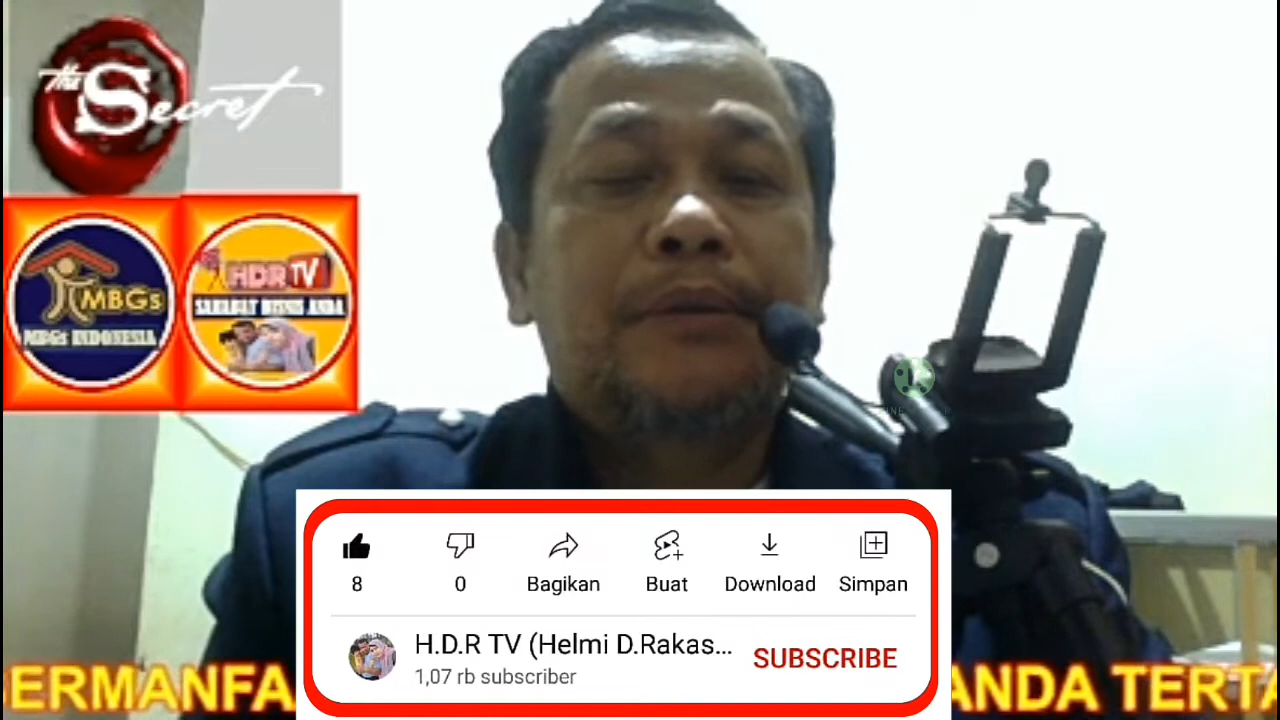 The Secret
MBGs
MBGs INDONESIA
HDR TV
SAHABAT BISNIS ANDA
8
0
Bagikan
Buat
Download
Simpan
H.D.R TV (Helmi D.Rakas...
1,07 rb subscriber
SUBSCRIBE
BERMANFA
ANDA TERTA